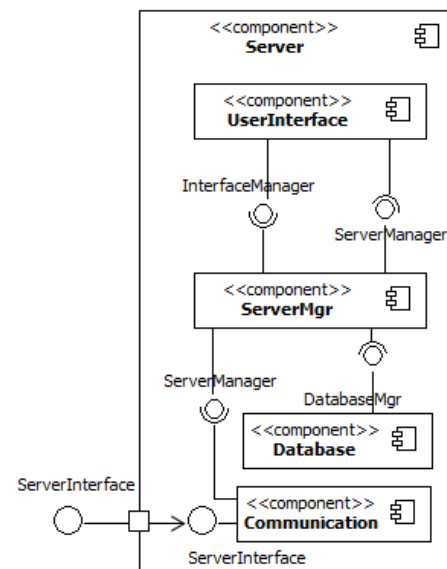 <<component>>
Server
<<component>>
UserInterface
InterfaceManager
ServerManager
<<component>>
ServerMgr
ServerManager
DatabaseMgr
<<component>>
Database
ServerInterface
<<component>>
Communication
ServerInterface